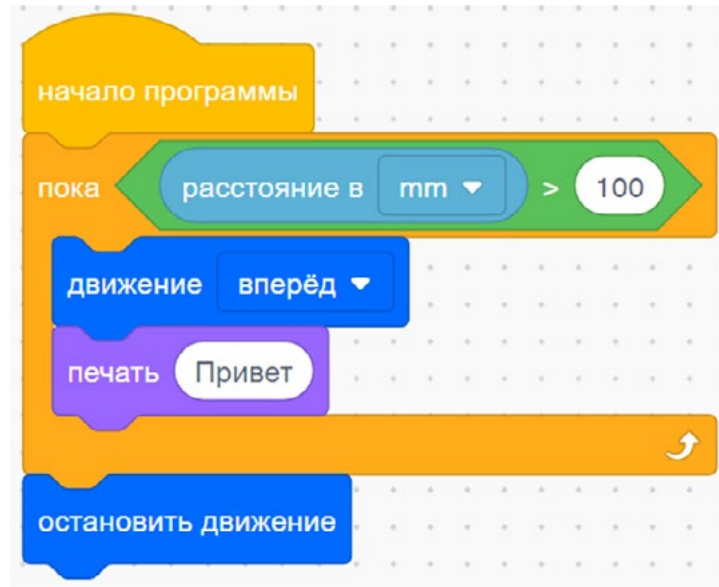 начало программы
пока расстояние в mm > 100
движение вперёд
печать Привет
остановить движение